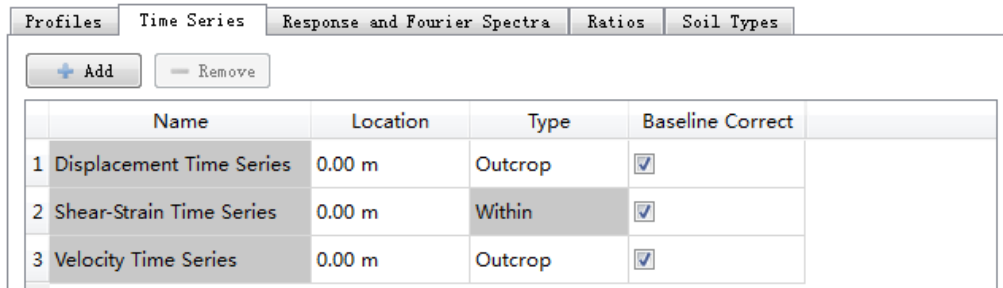 Profiles Time Series Response and Fourier Spectra Ratios Soil Types
Add Remove
Name Location Type Baseline Correct
1 Displacement Time Series 0.00 m Outcrop
2 Shear-Strain Time Series 0.00 m Within
3 Velocity Time Series 0.00 m Outcrop